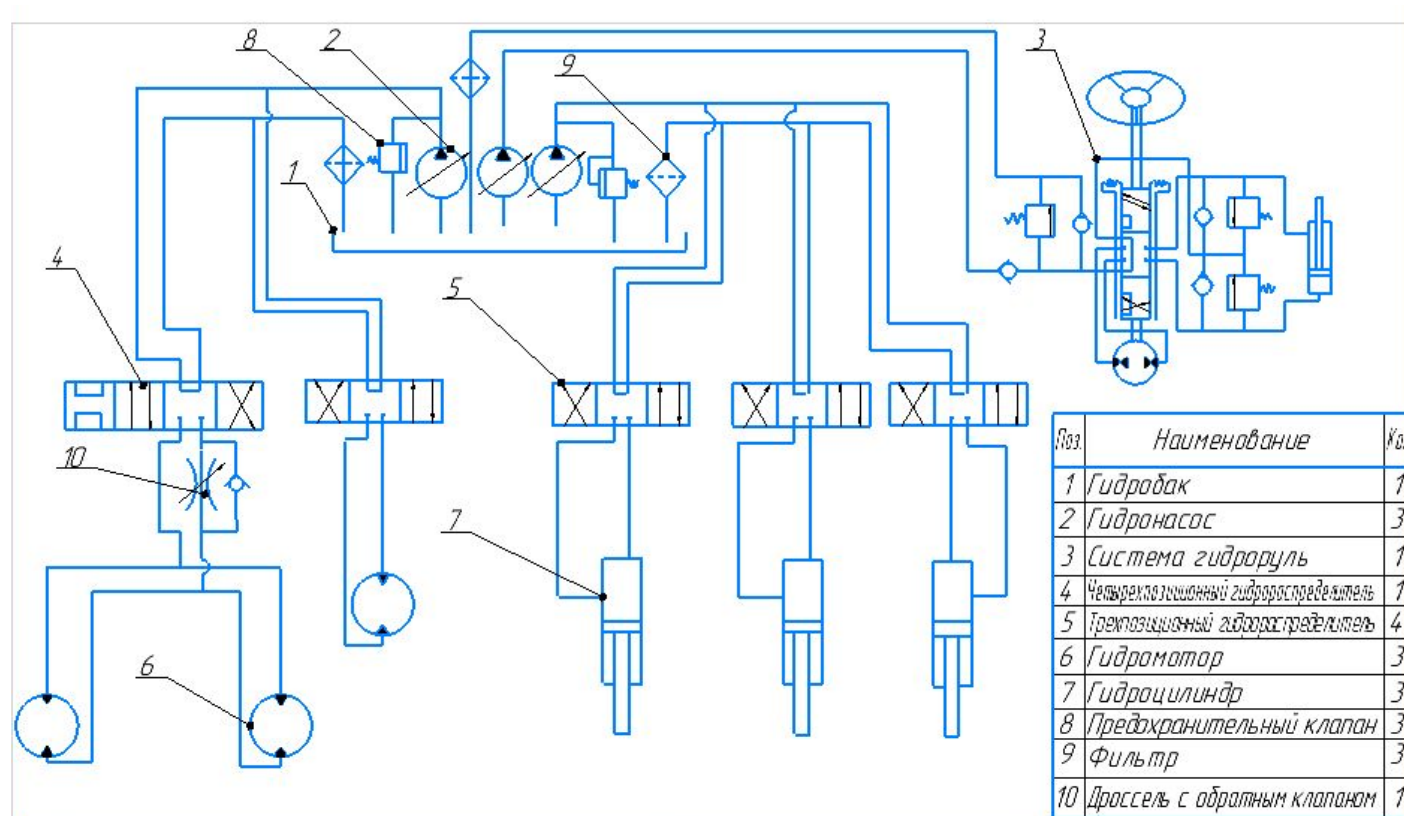 8
2
9
3
1
4
5
10
7
6
Поз. Наименование
1 Гидробак 1
2 Гидронасос 3
3 Система гидроруль 1
4 Четырехпозиционный гидрораспределитель 1
5 Трехпозиционный гидрораспределитель 4
6 Гидромотор 3
7 Гидроцилиндр 3
8 Предохранительный клапан 3
9 Фильтр 3
10 Дроссель с обратным клапаном 1